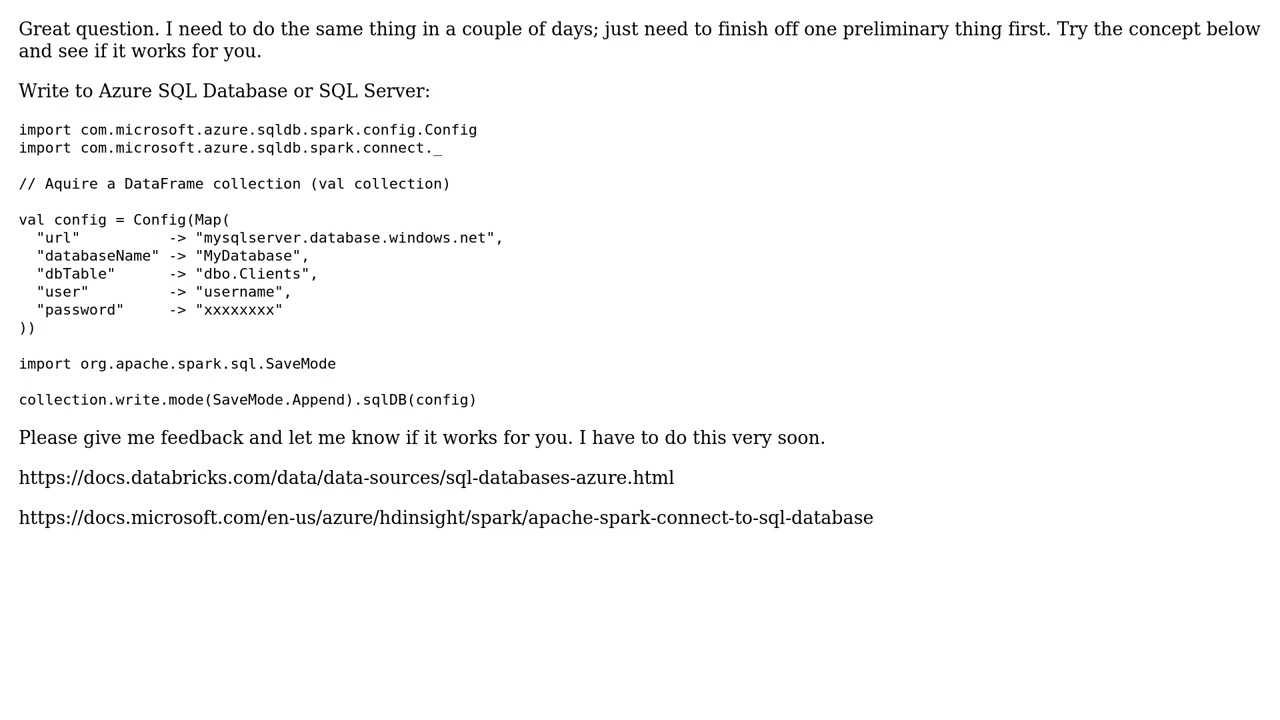 Great question. I need to do the same thing in a couple of days; just need to finish off one preliminary thing first. Try the concept below
and see if it works for you.
Write to Azure SQL Database or SQL Server:
import com.microsoft.azure.sqldb.spark.config.Config
import com.microsoft.azure.sqldb.spark.connect._
// Aquire a DataFrame collection (val collection)
val config = Config(Map(
  "url"          -> "mysqlserver.database.windows.net",
  "databaseName" -> "MyDatabase",
  "dbTable"      -> "dbo.Clients",
  "user"         -> "username",
  "password"     -> "xxxxxxxx"
))
import org.apache.spark.sql.SaveMode
collection.write.mode(SaveMode.Append).sqlDB(config)
Please give me feedback and let me know if it works for you. I have to do this very soon.
https://docs.databricks.com/data/data-sources/sql-databases-azure.html
https://docs.microsoft.com/en-us/azure/hdinsight/spark/apache-spark-connect-to-sql-database